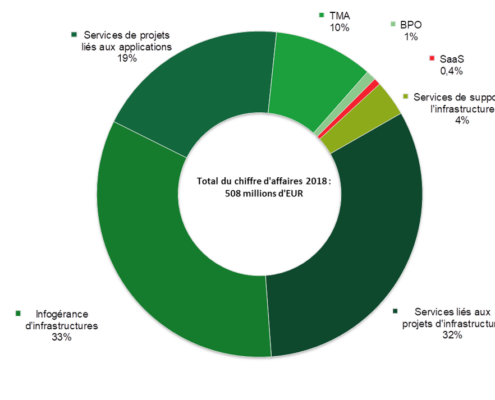 TMA
10%
BPO
1%
SaaS
0,4%
Services de projets
liés aux applications
19%
Services de suppo
l'infrastructure
4%
Total du chiffre d'affaires 2018 :
508 millions d'EUR
Infogérance
d'infrastructures
33%
Services liés aux
projets d'infrastructu
32%